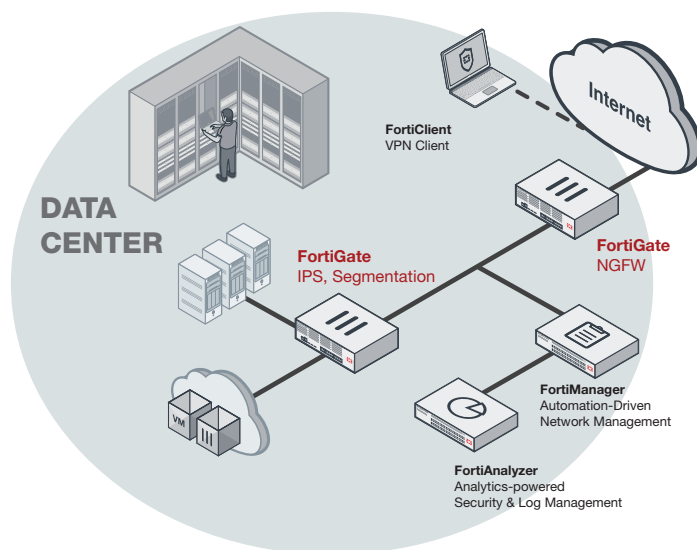 Internet
FortiClient
VPN Client
DATA
CENTER
FortiGate
NGFW
FortiGate
IPS, Segmentation
FortiManager
Automation-Driven
Network Management
VM
FortiAnalyzer
Analytics-powered
Security & Log Management